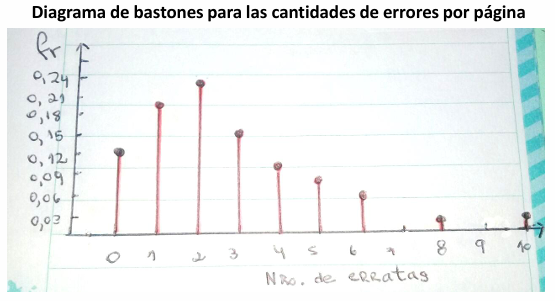 Diagrama de bastones para las cantidades de errores por página
fr
0,24
0,21
0,18
0,15
0,12
0,09
0,06
0,03
0 1 2 3 4 5 6 7 8 9 10
Nro. de erratas